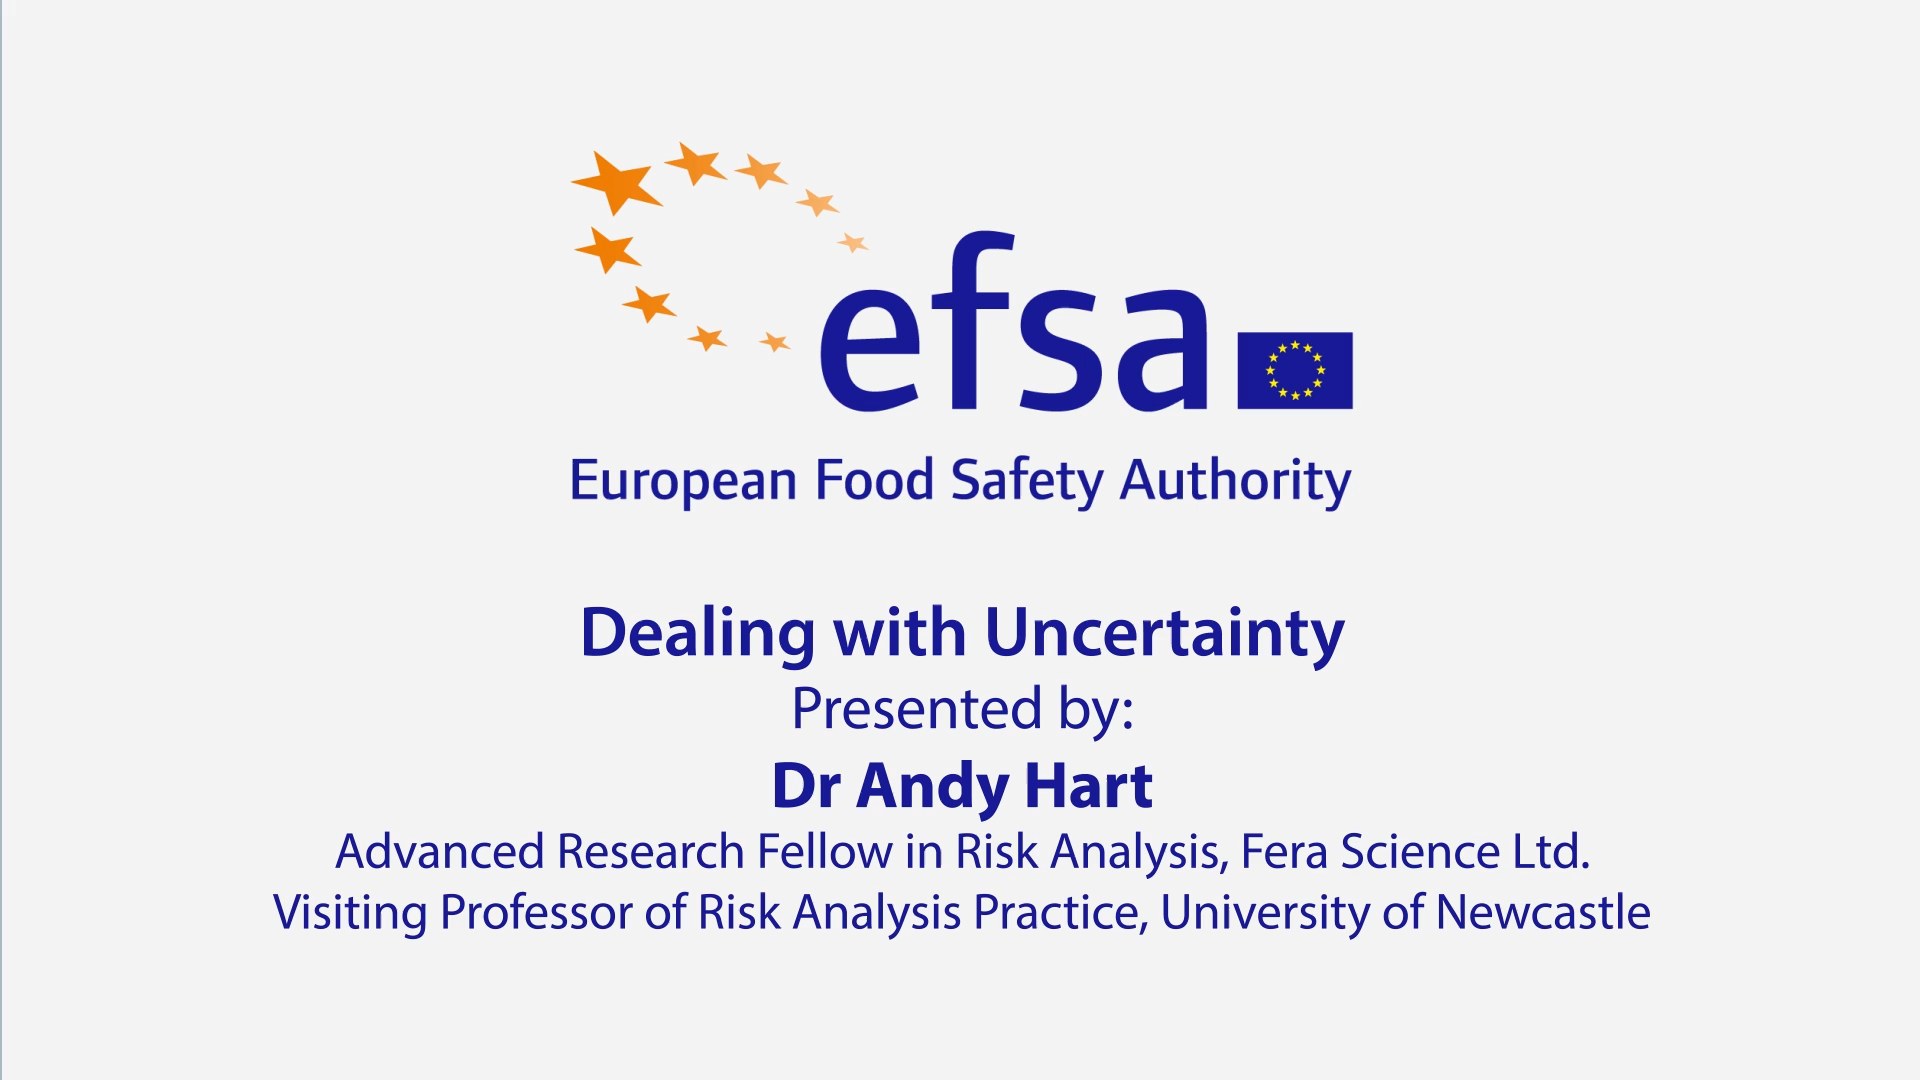 efsa
European Food Safety Authority
Dealing with Uncertainty
Presented by:
Dr Andy Hart
Advanced Research Fellow in Risk Analysis, Fera Science Ltd.
Visiting Professor of Risk Analysis Practice, University of Newcastle